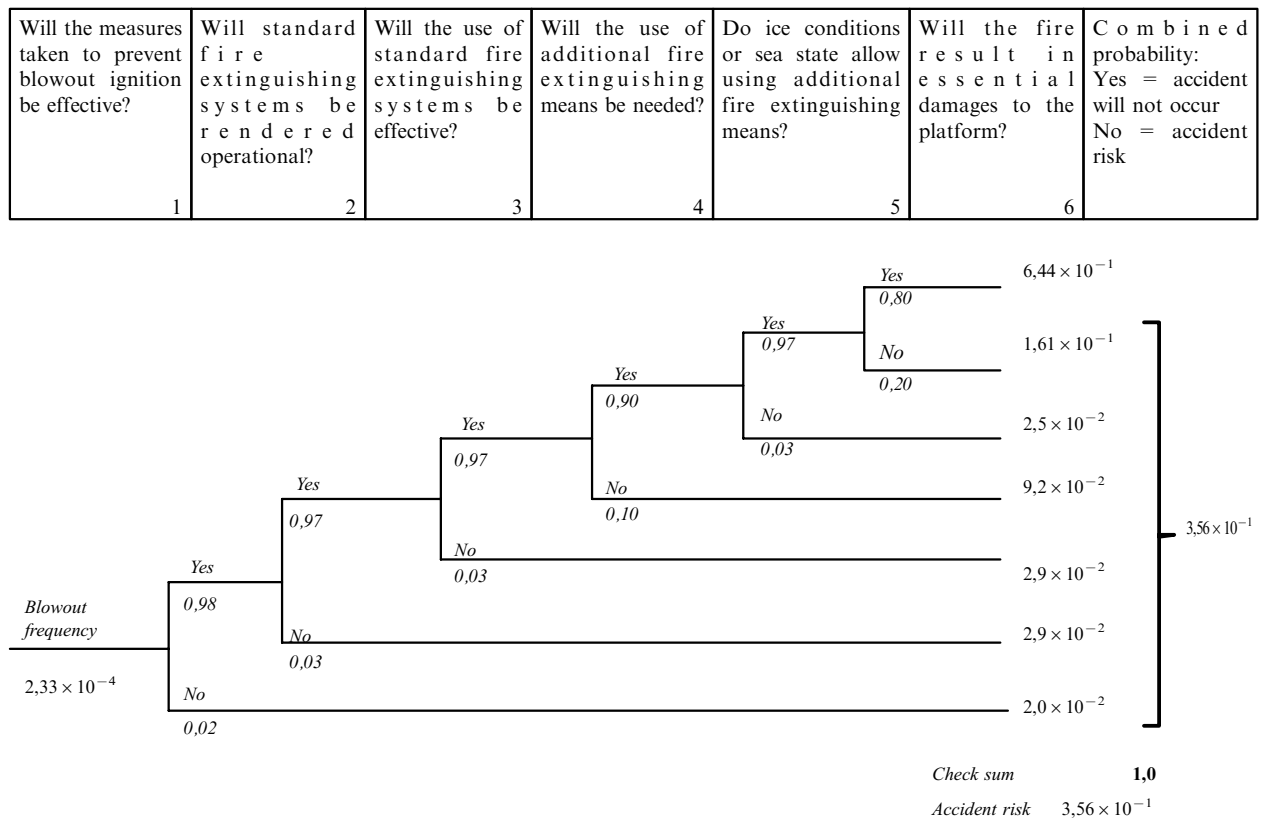 Will the measures
taken to prevent
blowout ignition
be effective?
1
Will standard
fire
extinguishing
systems be
rendered
operational?
2
Will the use of
standard fire
extinguishing
systems be
effective?
3
Will the use of
additional fire
extinguishing
means be needed?
4
Do ice conditions
or sea state allow
using additional
fire extinguishing
means?
5
Will the fire
result in
essential
damages to the
platform?
6
Combined
probability:
Yes = accident
will not occur
No = accident
risk
Yes
0,80
6,44 × 10⁻¹
Yes
0,97
No
0,20
1,61 × 10⁻¹
Yes
0,90
No
0,03
2,5 × 10⁻²
Yes
0,97
No
0,10
9,2 × 10⁻²
3,56 × 10⁻¹
Yes
0,97
No
0,03
2,9 × 10⁻²
Yes
0,98
No
0,03
2,9 × 10⁻²
Blowout
frequency
2,33 × 10⁻⁴
No
0,02
2,0 × 10⁻²
Check sum 1,0
Accident risk 3,56 × 10⁻¹